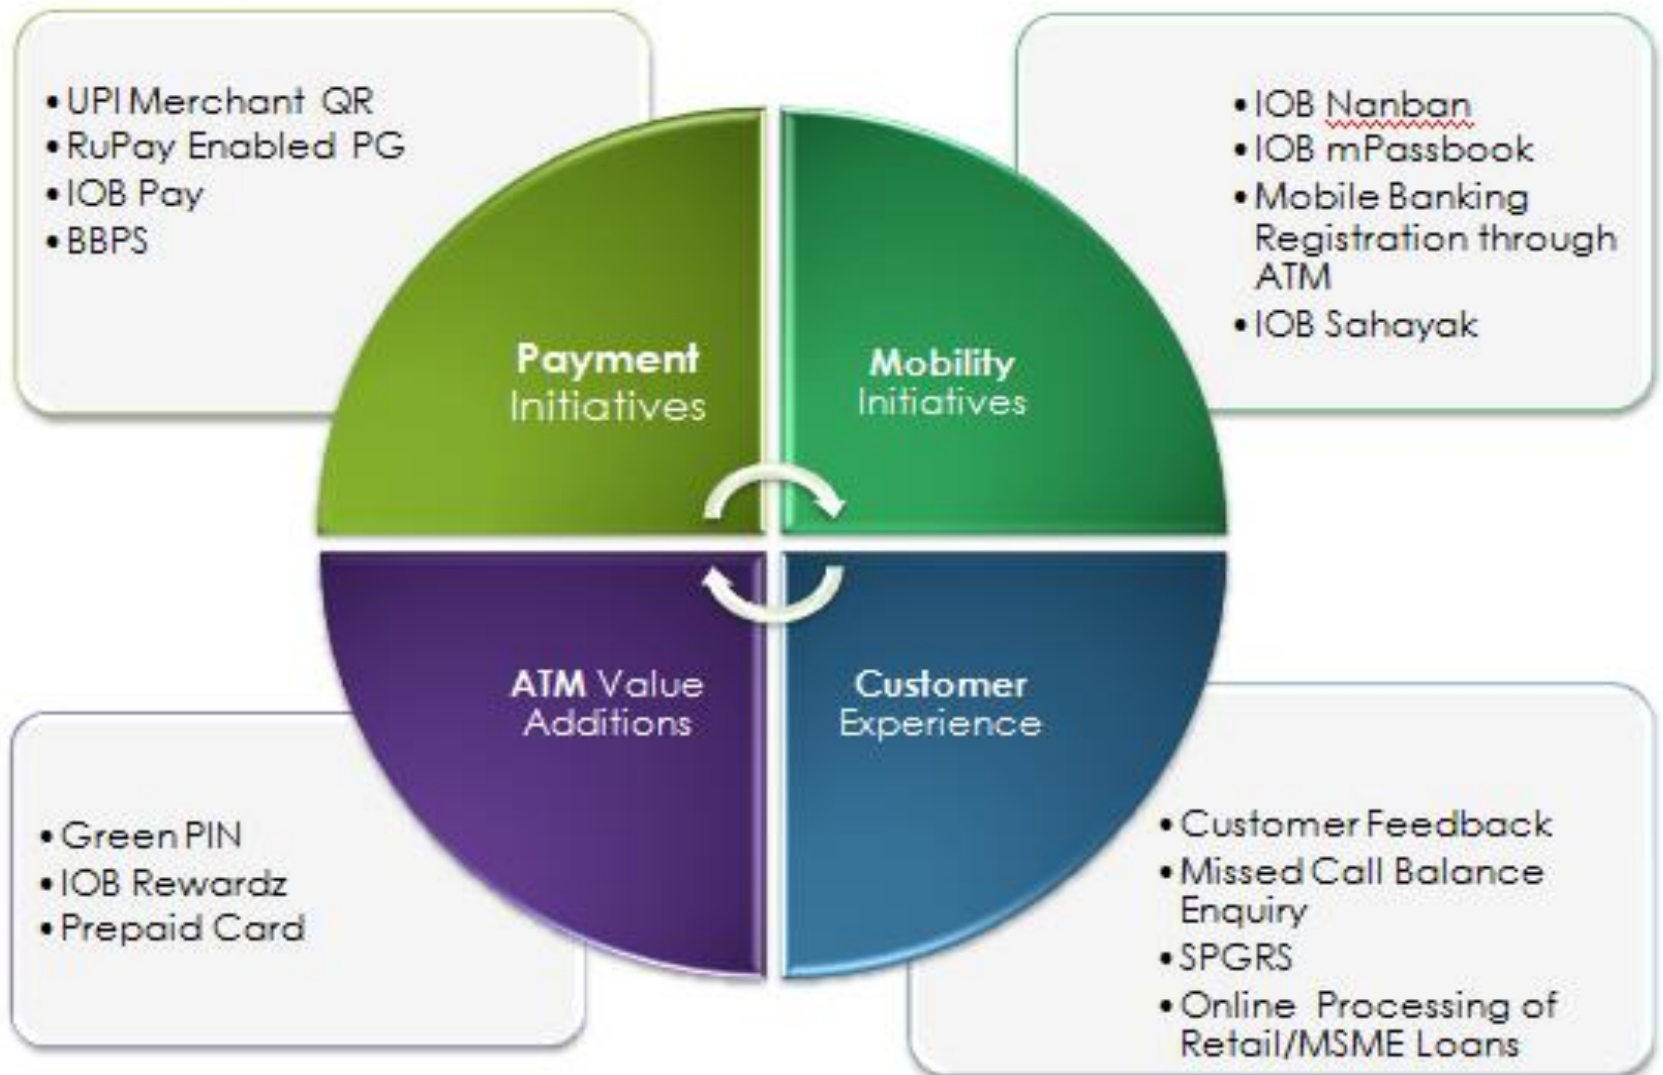 • UPI Merchant QR
• RuPay Enabled PG
• IOB Pay
• BBPS
Payment
Initiatives
• IOB Nanban
• IOB mPassbook
• Mobile Banking
Registration through
ATM
• IOB Sahayak
Mobility
Initiatives
ATM Value
Additions
• Green PIN
• IOB Rewardz
• Prepaid Card
Customer
Experience
• Customer Feedback
• Missed Call Balance
Enquiry
• SPGRS
• Online Processing of
Retail/MSME Loans